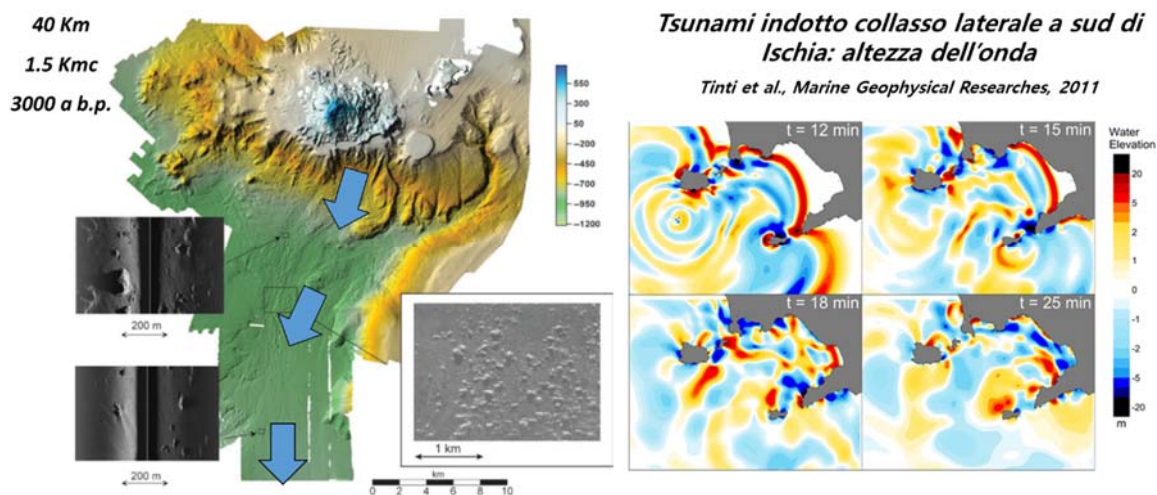 40 Km
1.5 Kmc
3000 a b.p.
550
300
50
-200
-450
-700
-950
-1200
200 m
200 m
1 km
km
0 2 4 6 8 10
Tsunami indotto collasso laterale a sud di
Ischia: altezza dell'onda
Tinti et al., Marine Geophysical Researches, 2011
t = 12 min
t = 15 min
t = 18 min
t = 25 min
Water
Elevation
20
5
2
1
0
-1
-2
-5
-20
m